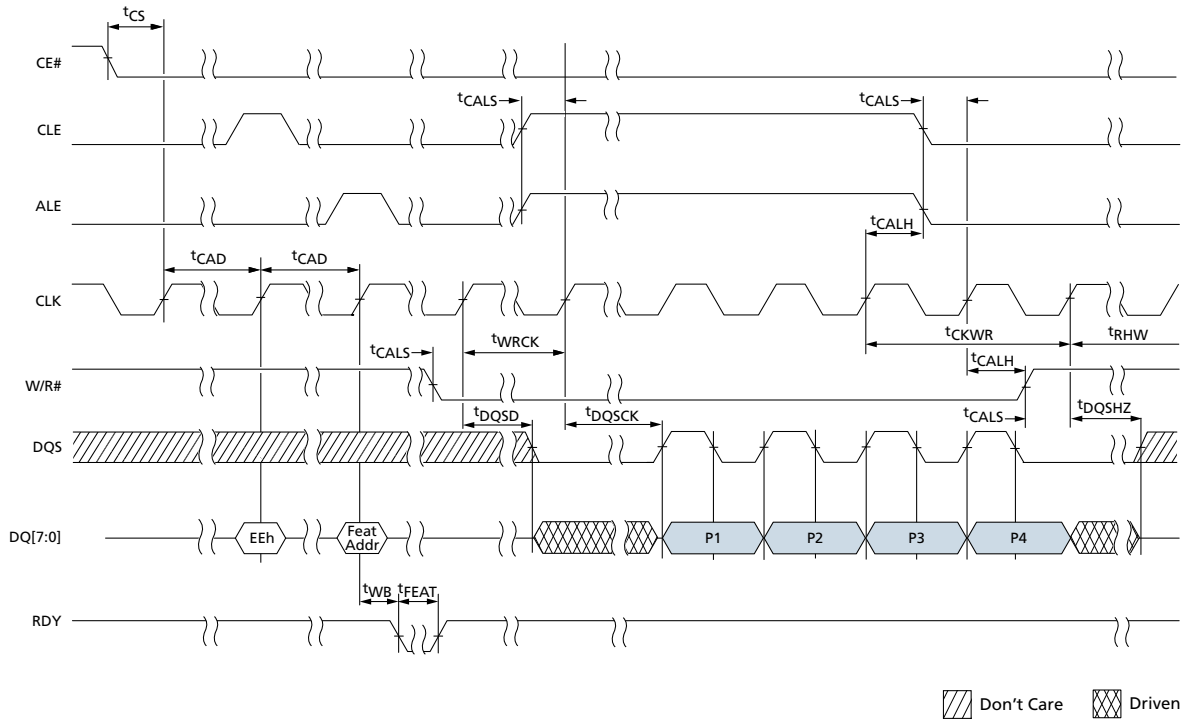 tCS
CE#
tCALS
tCALS
CLE
ALE
tCALH
tCAD
tCAD
CLK
tWRCK
tCKWR
tRHW
tCALS
tCALH
W/R#
tDQSD
tDQSCK
tCALS
tDQSHZ
DQS
DQ[7:0]
EEh
Feat
Addr
P1
P2
P3
P4
tWB
tFEAT
RDY
Don't Care
Driven